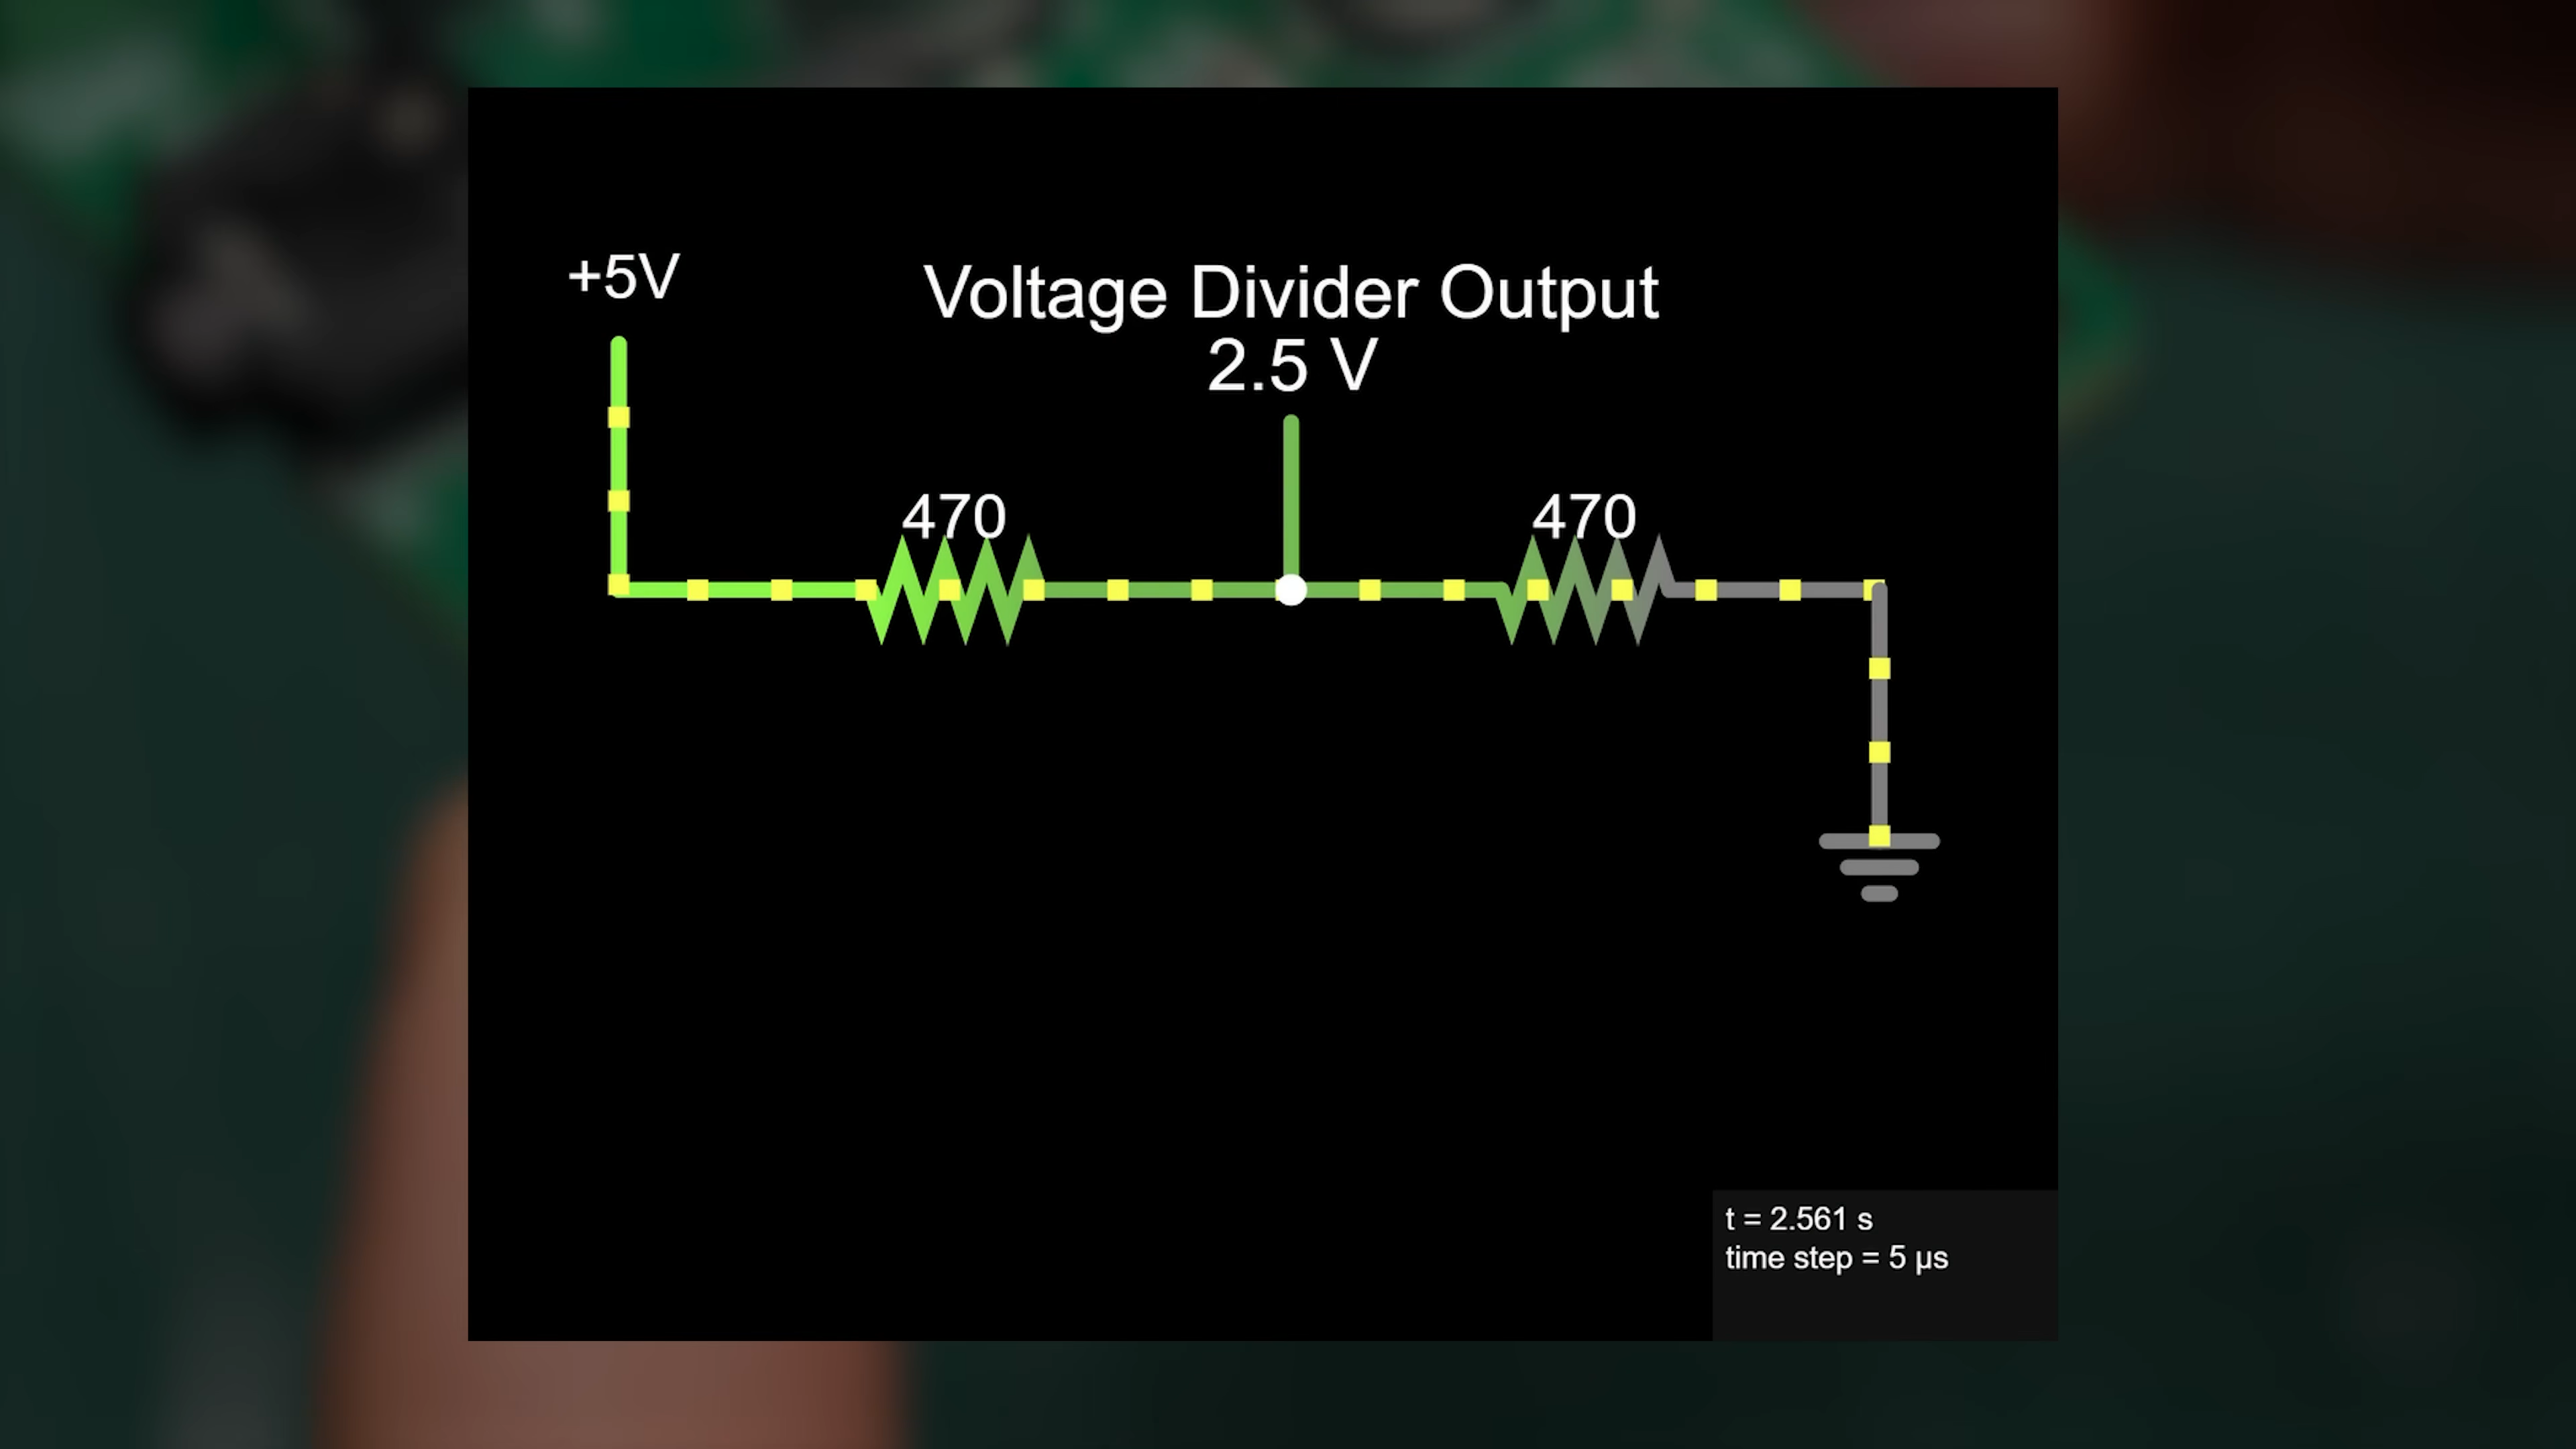 +5V
Voltage Divider Output
2.5 V
470
470
t = 2.561 s
time step = 5 µs